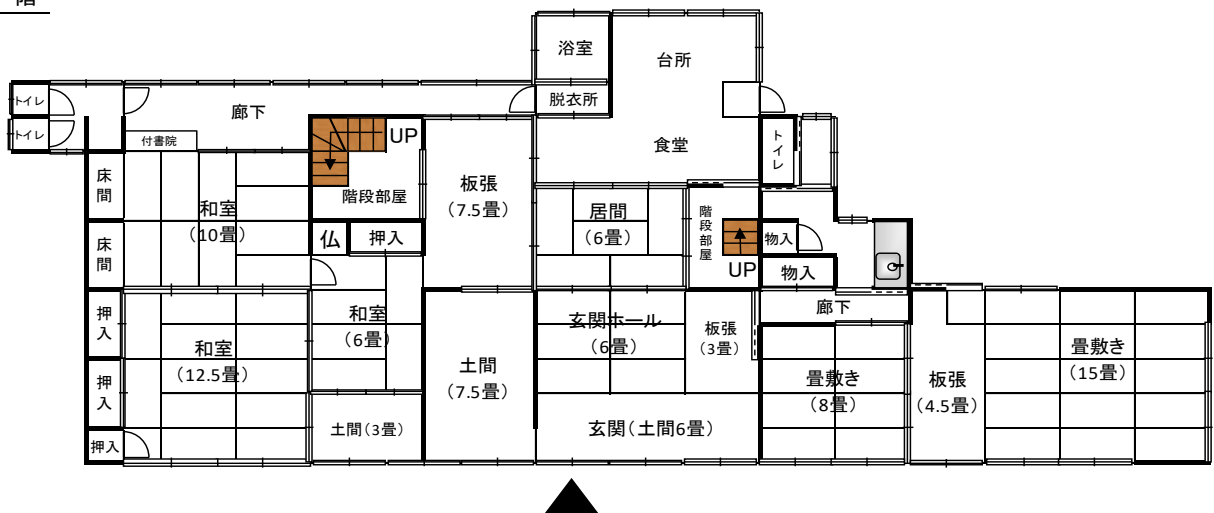 階
浴室
台所
トイレ
脱衣所
廊下
トイレ
付書院
UP
食堂
トイレ
床間
和室
(10畳)
階段部屋
板張
(7.5畳)
居間
(6畳)
階段部屋
床間
仏
押入
物入
UP
物入
押入
和室
(12.5畳)
和室
(6畳)
土間
(7.5畳)
玄関ホール
(6畳)
板張
(3畳)
廊下
畳敷き
(8畳)
板張
(4.5畳)
畳敷き
(15畳)
押入
押入
土間(3畳)
玄関(土間6畳)